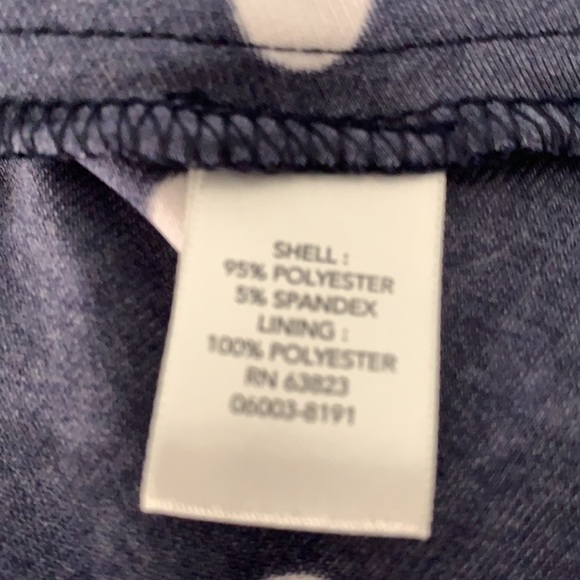 SHELL :
95% POLYESTER
5% SPANDEX
LINING :
100% POLYESTER
RN 63823
06003-8191